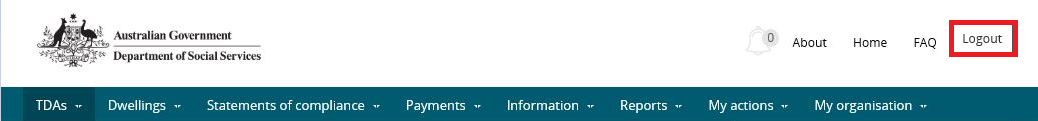 Australian Government
Department of Social Services
0 About Home FAQ Logout
TDAs Dwellings Statements of compliance Payments Information Reports My actions My organisation